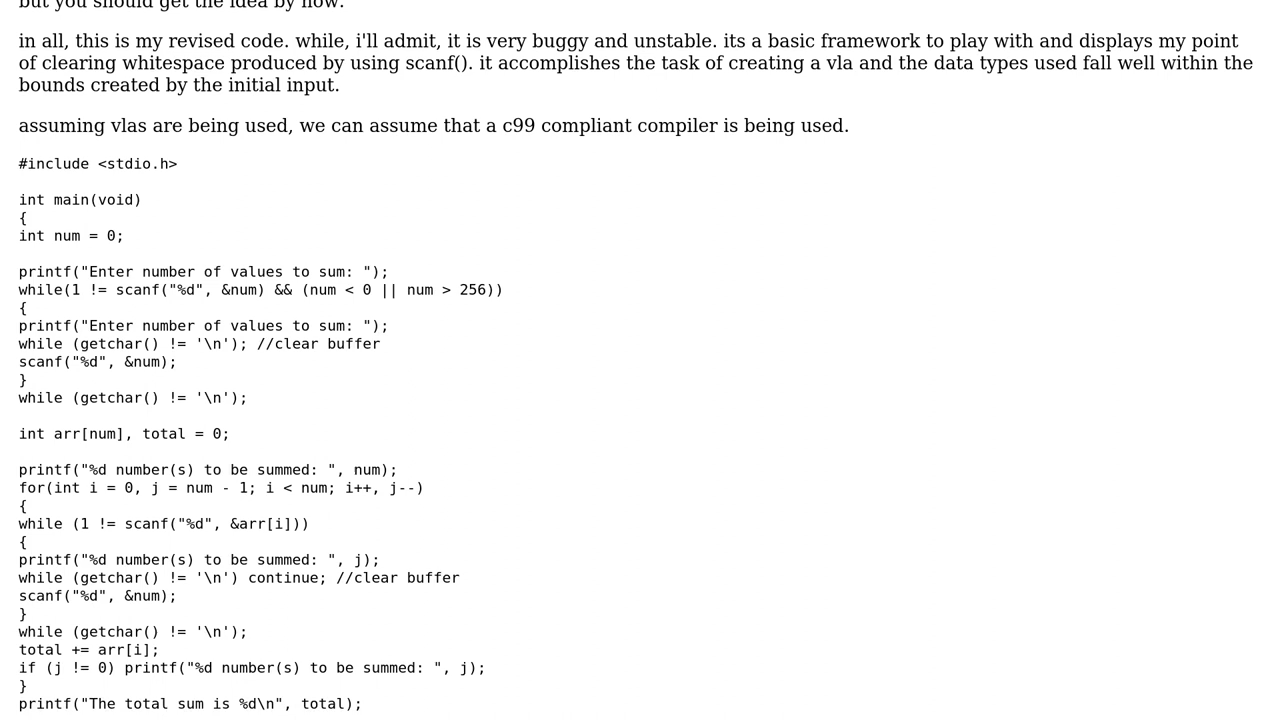 but you should get the idea by now.
in all, this is my revised code. while, i'll admit, it is very buggy and unstable. its a basic framework to play with and displays my point
of clearing whitespace produced by using scanf(). it accomplishes the task of creating a vla and the data types used fall well within the
bounds created by the initial input.
assuming vlas are being used, we can assume that a c99 compliant compiler is being used.
#include <stdio.h>
int main(void)
{
int num = 0;
printf("Enter number of values to sum: ");
while(1 != scanf("%d", &num) && (num < 0 || num > 256))
{
printf("Enter number of values to sum: ");
while (getchar() != '\n'); //clear buffer
scanf("%d", &num);
}
while (getchar() != '\n');
int arr[num], total = 0;
printf("%d number(s) to be summed: ", num);
for(int i = 0, j = num - 1; i < num; i++, j--)
{
while (1 != scanf("%d", &arr[i]))
{
printf("%d number(s) to be summed: ", j);
while (getchar() != '\n') continue; //clear buffer
scanf("%d", &num);
}
while (getchar() != '\n');
total += arr[i];
if (j != 0) printf("%d number(s) to be summed: ", j);
}
printf("The total sum is %d\n", total);